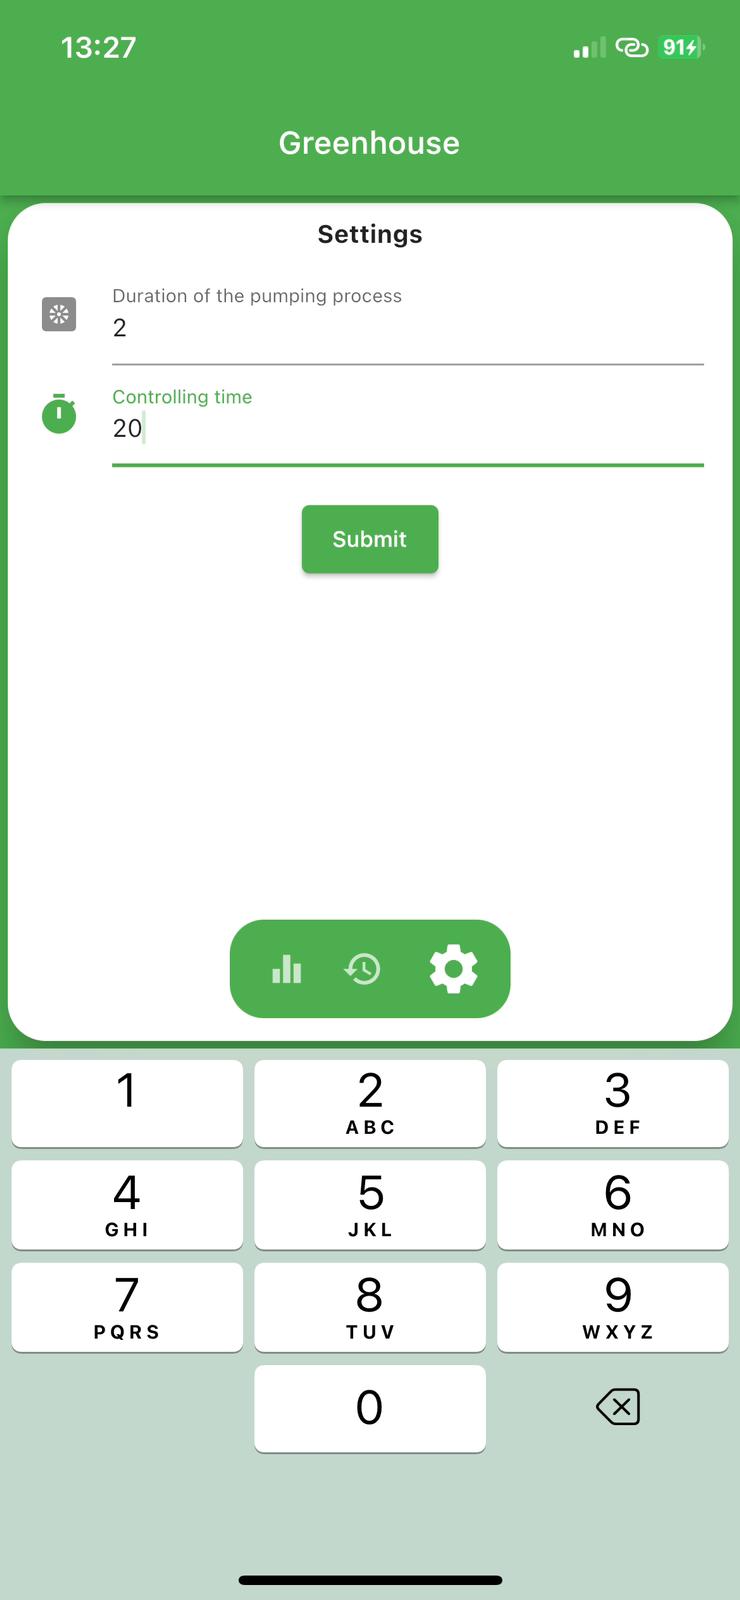 13:27
91
Greenhouse
Settings
Duration of the pumping process
2
Controlling time
20
Submit
1
2
ABC
3
DEF
4
GHI
5
JKL
6
MNO
7
PQRS
8
TUV
9
WXYZ
0